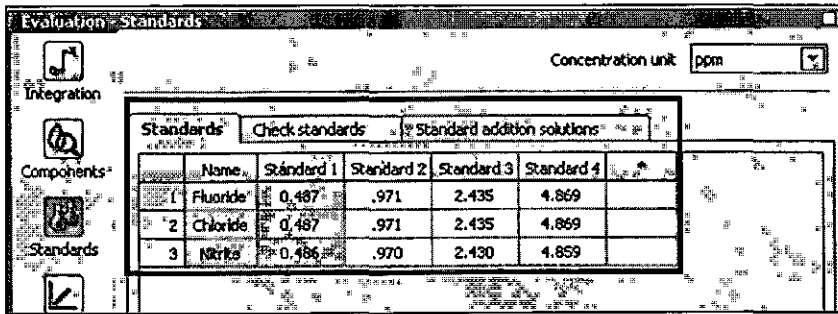 Evaluation - Standards
Concentration unit ppm
Integration
Standards Check standards Standard addition solutions
Components
Name Standard 1 Standard 2 Standard 3 Standard 4
1 Fluoride 0.487 .971 2.435 4.869
2 Chloride 0.487 .971 2.435 4.869
3 Nitrite 0.486 .970 2.430 4.859
Standards